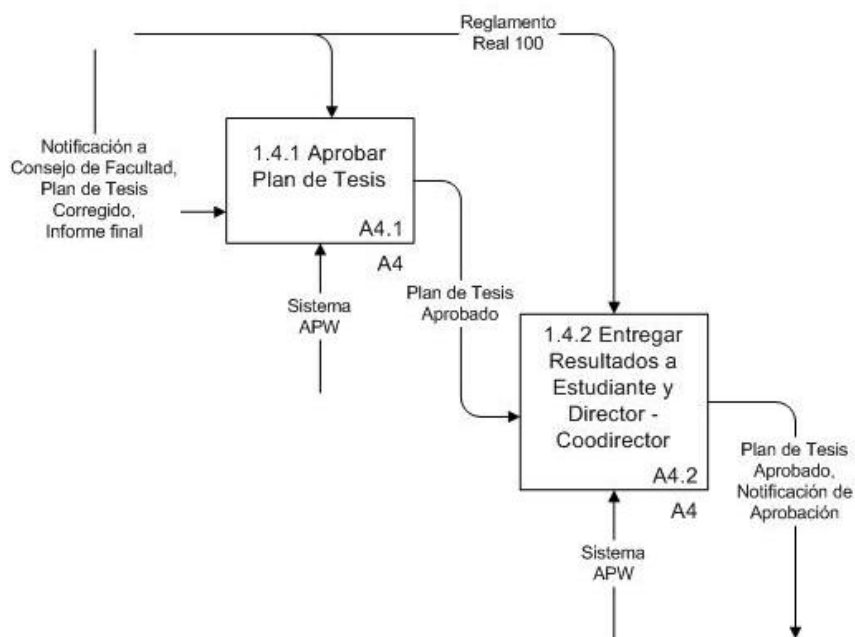 Reglamento
Real 100
Notificación a
Consejo de Facultad,
Plan de Tesis
Corregido,
Informe final
1.4.1 Aprobar
Plan de Tesis
A4.1
A4
Sistema
APW
Plan de Tesis
Aprobado
1.4.2 Entregar
Resultados a
Estudiante y
Director -
Coodirector
A4.2
A4
Plan de Tesis
Aprobado,
Notificación de
Aprobación
Sistema
APW